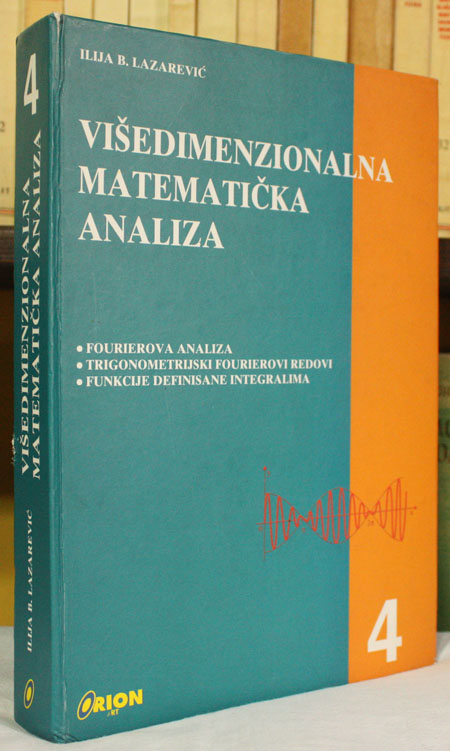 ILIJA B. LAZAREVIĆ
VIŠEDIMENZIONALNA
MATEMATIČKA
ANALIZA
• FOURIEROVA ANALIZA
• TRIGONOMETRIJSKI FOURIEROVI REDOVI
• FUNKCIJE DEFINISANE INTEGRALIMA
4
ORION
ART
4
VIŠEDIMENZIONALNA
MATEMATIČKA ANALIZA
ILIJA B. LAZAREVIĆ